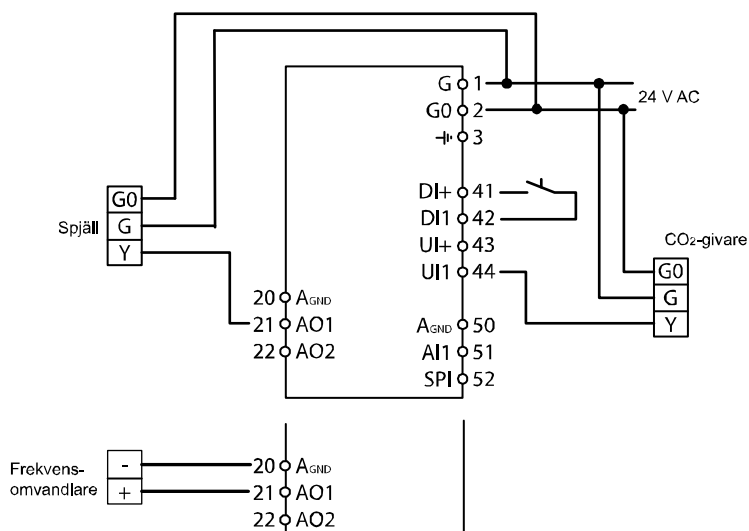 G 1
24 V AC
G0 2
3
DI+ 41
DI1 42
UI+ 43
UI1 44
Spjäll
G0
G
Y
CO₂-givare
G0
G
Y
20 AGND
21 AO1
22 AO2
AGND 50
AI1 51
SPI 52
Frekvens-
omvandlare
-
+
20 AGND
21 AO1
22 AO2